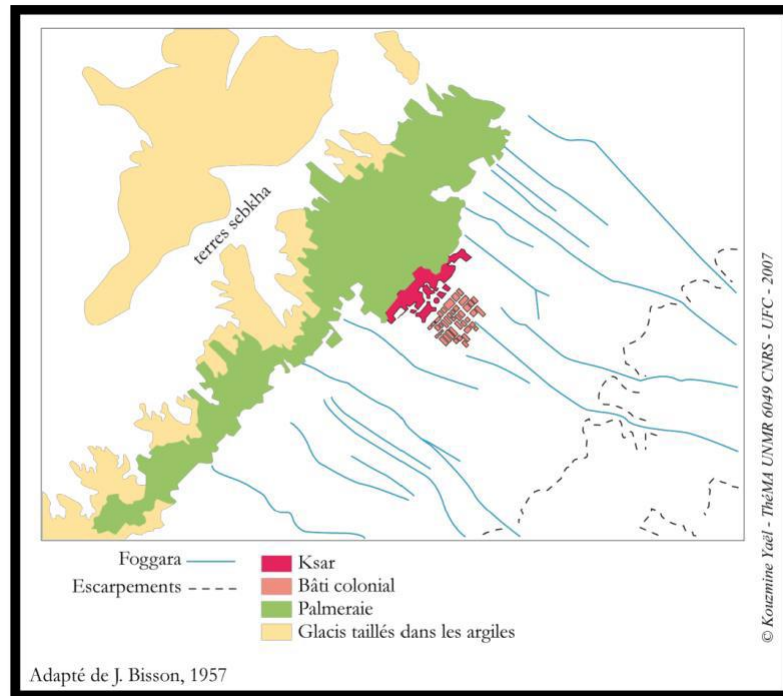 terres sebkha
Foggara
Escarpements
Ksar
Bâti colonial
Palmeraie
Glacis taillés dans les argiles
Adapté de J. Bisson, 1957
© Kouzmine Yaël - ThéMA UNMR 6049 CNRS - UFC - 2007